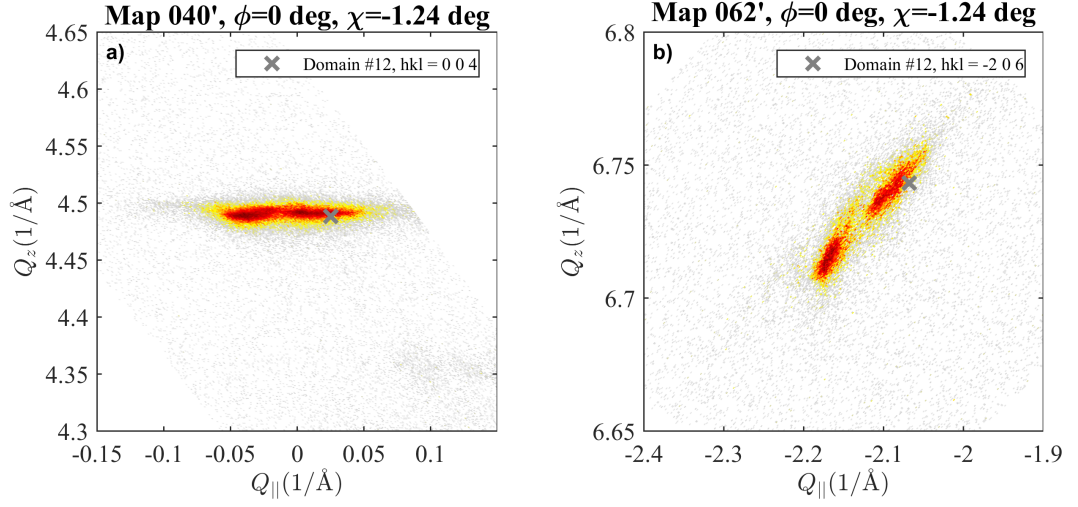 Map 040', ϕ=0 deg, χ=-1.24 deg
a)
Domain #12, hkl = 0 0 4
4.65
4.6
4.55
4.5
4.45
4.4
4.35
4.3
Q_z(1/Å)
-0.15 -0.1 -0.05 0 0.05 0.1
Q_||(1/Å)
Map 062', ϕ=0 deg, χ=-1.24 deg
b)
Domain #12, hkl = -2 0 6
6.8
6.75
6.7
6.65
Q_z(1/Å)
-2.4 -2.3 -2.2 -2.1 -2 -1.9
Q_||(1/Å)